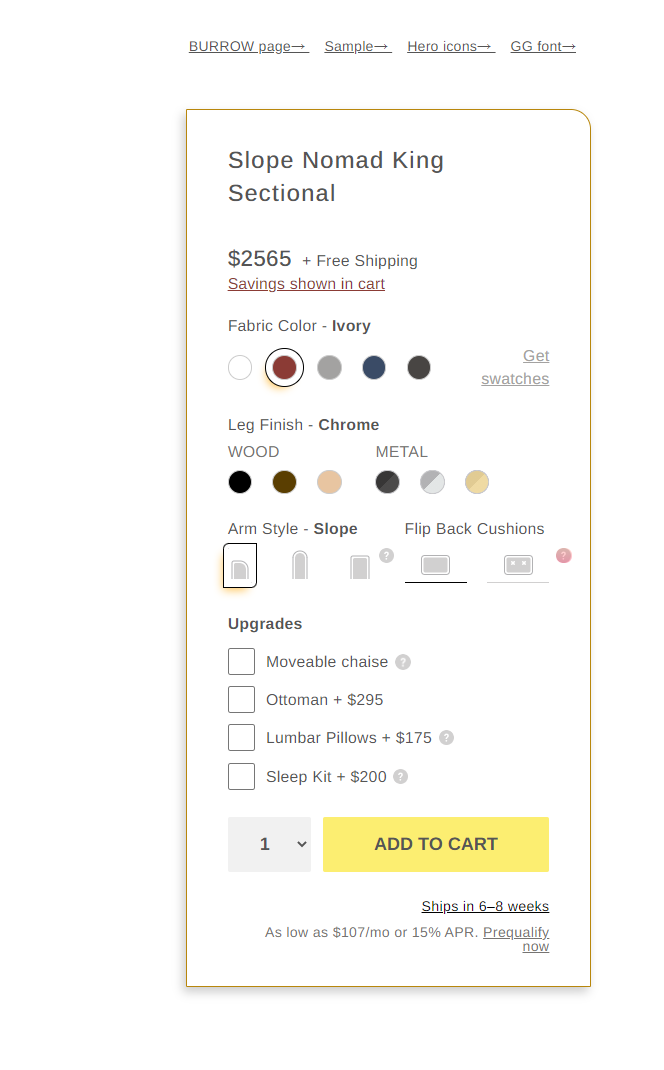 BURROW page→ Sample→ Hero icons→ GG font→
Slope Nomad King
Sectional
$2565 + Free Shipping
Savings shown in cart
Fabric Color - Ivory
Get
swatches
Leg Finish - Chrome
WOOD METAL
Arm Style - Slope Flip Back Cushions
? ?
Upgrades
Moveable chaise ?
Ottoman + $295
Lumbar Pillows + $175 ?
Sleep Kit + $200 ?
1 ADD TO CART
Ships in 6–8 weeks
As low as $107/mo or 15% APR. Prequalify
now